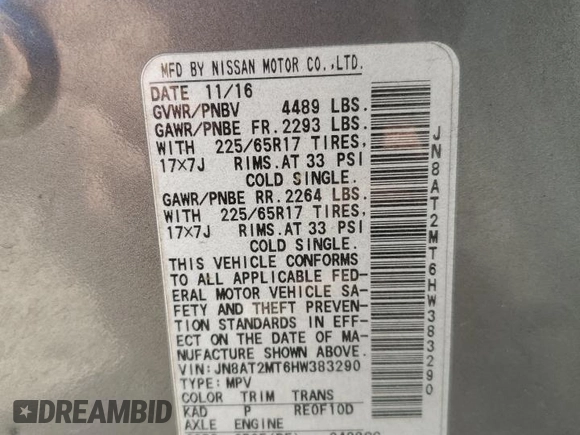 MFD BY NISSAN MOTOR CO.,LTD.
DATE 11/16
GVWR/PNBV 4489 LBS.
GAWR/PNBE FR. 2293 LBS.
WITH 225/65R17 TIRES,
17×7J RIMS.AT 33 PSI
COLD SINGLE.
GAWR/PNBE RR. 2264 LBS.
WITH 225/65R17 TIRES,
17×7J RIMS.AT 33 PSI
COLD SINGLE.
THIS VEHICLE CONFORMS
TO ALL APPLICABLE FED-
ERAL MOTOR VEHICLE SA-
FETY AND THEFT PREVEN-
TION STANDARDS IN EFF-
ECT ON THE DATE OF MA-
NUFACTURE SHOWN ABOVE.
VIN:JN8AT2MT6HW383290
TYPE:MPV
COLOR TRIM TRANS
KAD P RE0F10D
JN8AT2MT6HW383290
AUTOBIDCAR